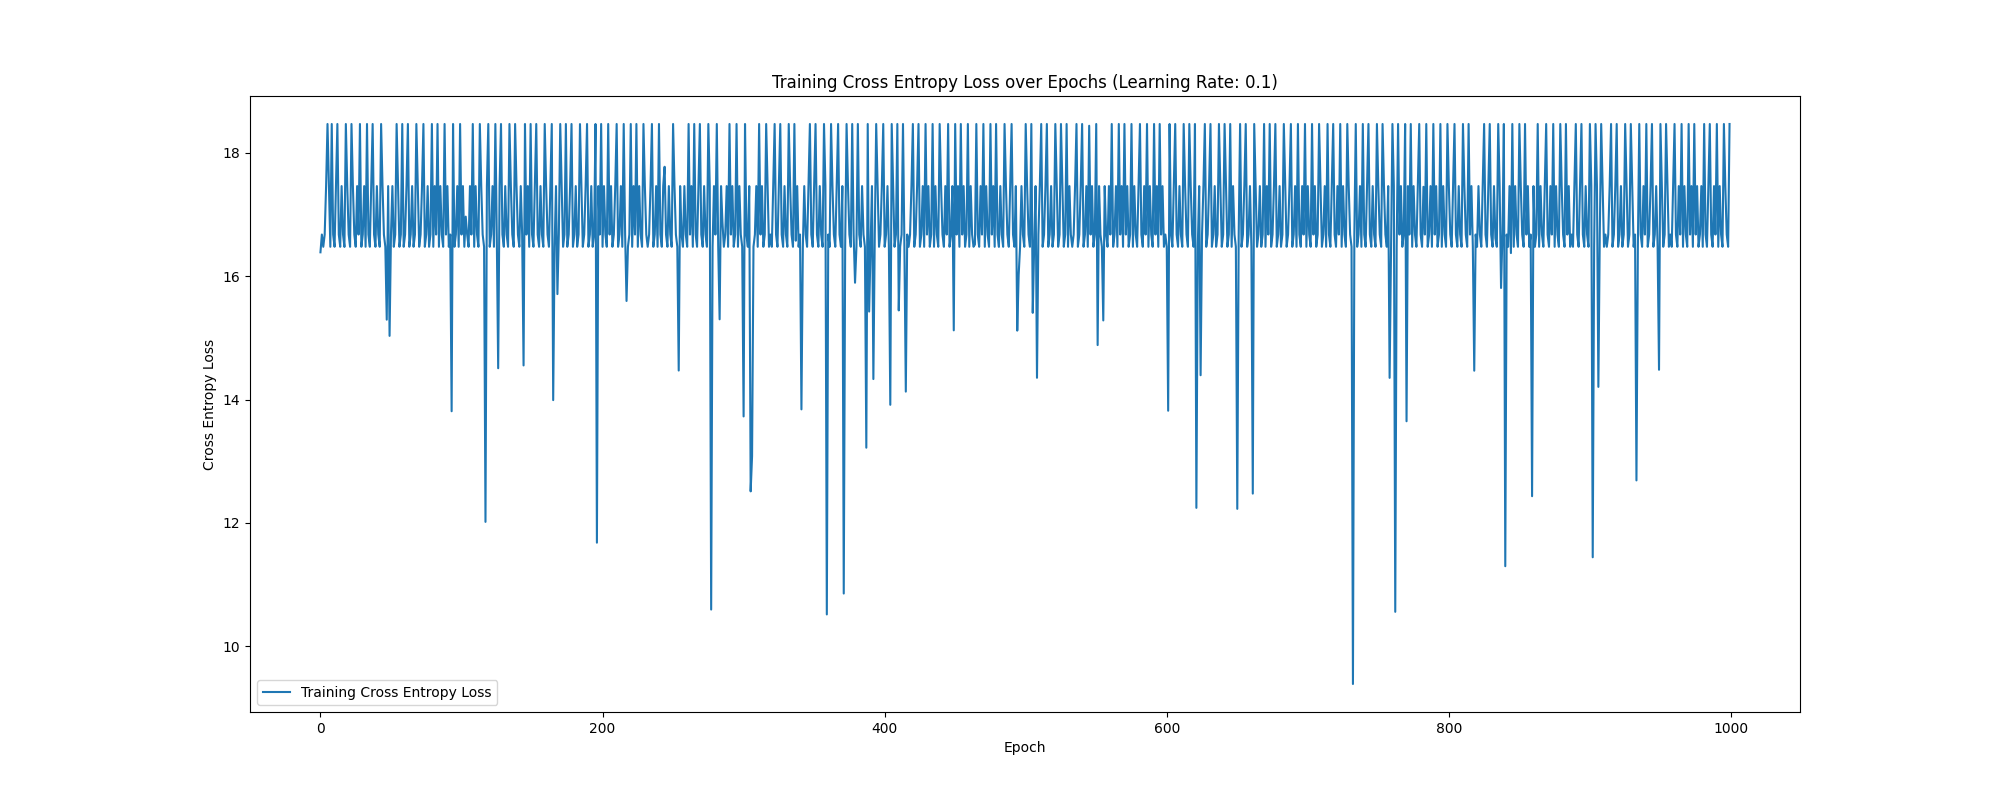 Training Cross Entropy Loss over Epochs (Learning Rate: 0.1)
Cross Entropy Loss
18
16
14
12
10
Training Cross Entropy Loss
0 200 400 600 800 1000
Epoch